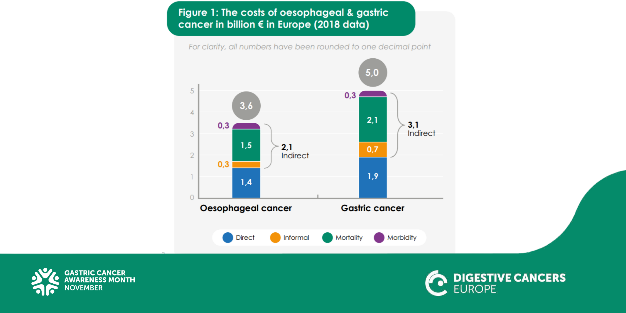 Figure 1: The costs of oesophageal & gastric
cancer in billion € in Europe (2018 data)
For clarity, all numbers have been rounded to one decimal point
5
4
3
2
1
0
3,6
0,3
1,5
0,3
1,4
2,1
Indirect
5,0
0,3
2,1
0,7
1,9
3,1
Indirect
Oesophageal cancer
Gastric cancer
Direct
Informal
Mortality
Morbidity
GASTRIC CANCER
AWARENESS MONTH
NOVEMBER
DIGESTIVE CANCERS
EUROPE